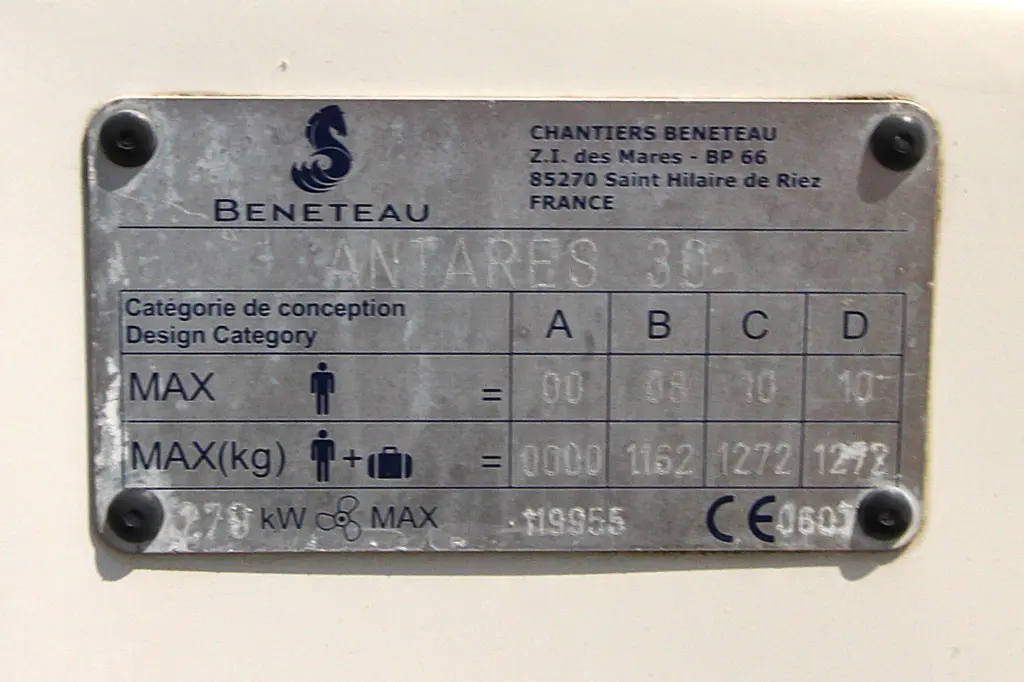 BENETEAU
CHANTIERS BENETEAU
Z.I. des Mares - BP 66
85270 Saint Hilaire de Riez
FRANCE
ANTARES 30
Catégorie de conception
Design Category
A B C D
MAX = 00 08 10 10
MAX(kg) + = 0000 1162 1272 1272
kW MAX 119955 CE